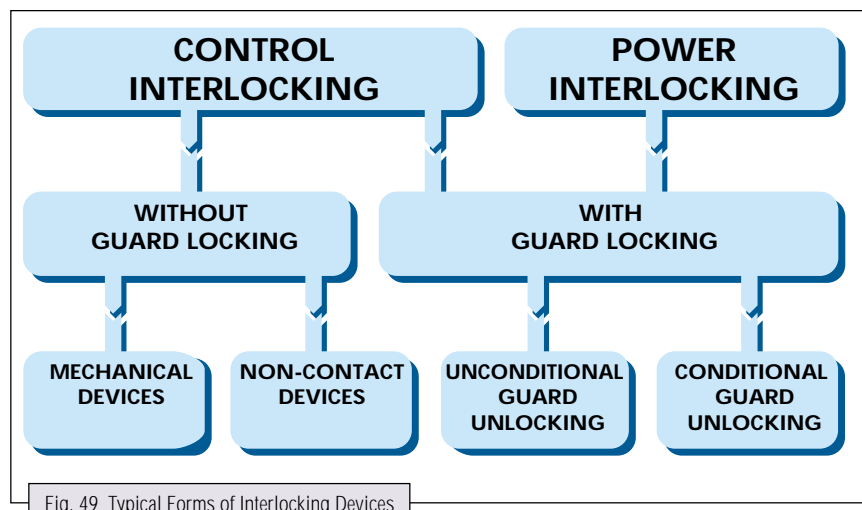 CONTROL
INTERLOCKING
POWER
INTERLOCKING
WITHOUT
GUARD LOCKING
WITH
GUARD LOCKING
MECHANICAL
DEVICES
NON-CONTACT
DEVICES
UNCONDITIONAL
GUARD
UNLOCKING
CONDITIONAL
GUARD
UNLOCKING
Fig. 49 Typical Forms of Interlocking Devices